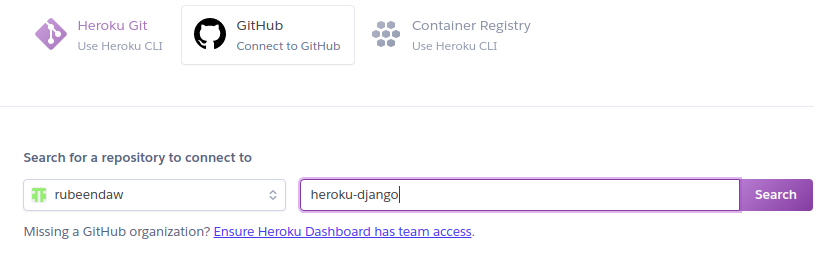 Heroku Git
Use Heroku CLI
GitHub
Connect to GitHub
Container Registry
Use Heroku CLI
Search for a repository to connect to
rubeendaw
heroku-django
Search
Missing a GitHub organization? Ensure Heroku Dashboard has team access.